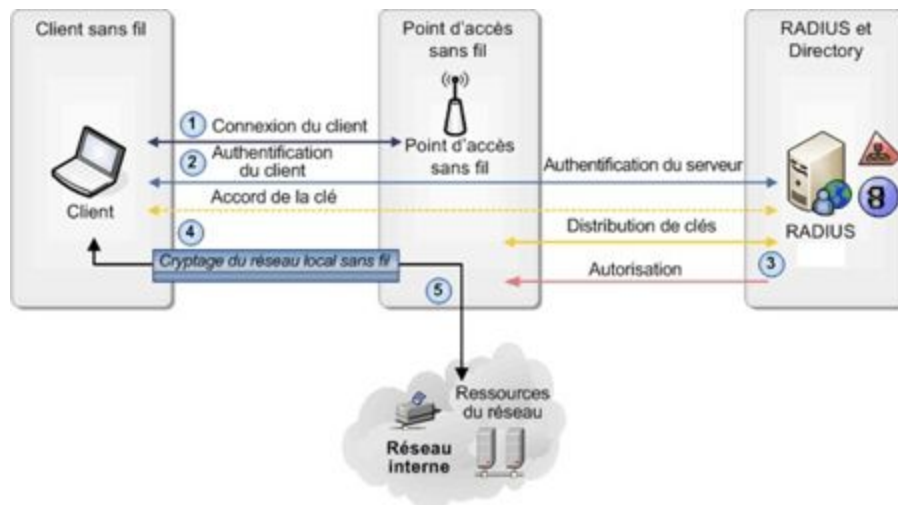 Client sans fil
Point d'accès
sans fil
RADIUS et
Directory
1 Connexion du client
Point d'accès
sans fil
2 Authentification
du client
Authentification du serveur
Client
Accord de la clé
RADIUS
Distribution de clés
4
Cryptage du réseau local sans fil
3
Autorisation
5
Ressources
du réseau
Réseau
interne